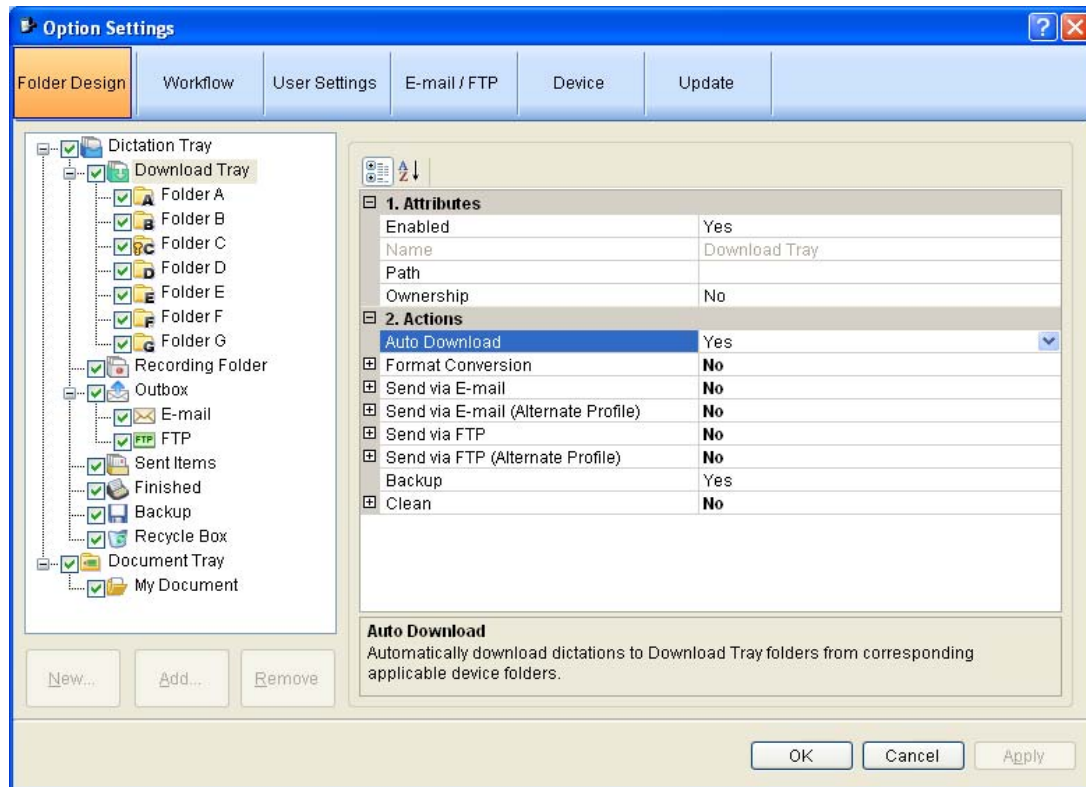 Option Settings
Folder Design Workflow User Settings E-mail / FTP Device Update
Dictation Tray
Download Tray
Folder A
Folder B
Folder C
Folder D
Folder E
Folder F
Folder G
Recording Folder
Outbox
E-mail
FTP FTP
Sent Items
Finished
Backup
Recycle Box
Document Tray
My Document
New... Add... Remove
1. Attributes
Enabled Yes
Name Download Tray
Path
Ownership No
2. Actions
Auto Download Yes
Format Conversion No
Send via E-mail No
Send via E-mail (Alternate Profile) No
Send via FTP No
Send via FTP (Alternate Profile) No
Backup Yes
Clean No
Auto Download
Automatically download dictations to Download Tray folders from corresponding
applicable device folders.
OK Cancel Apply